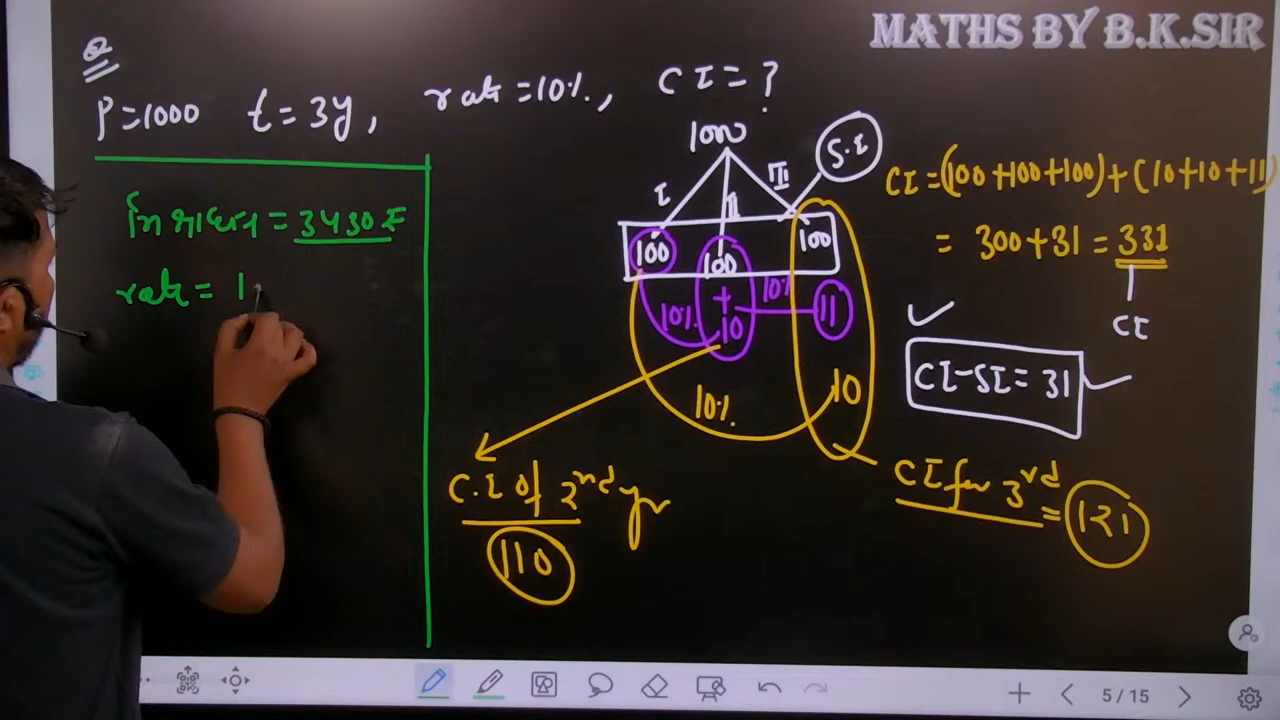 MATHS BY B.K.SIR
Q
P=1000 t=3y, rate=10%, CI=?
1000
I II III
S.I
100 100 100
+
10
10% 10% 11
10% 10
CI=(100+100+100)+(10+10+11)
= 300+31=331
CI
CI-SI=31
C.I of 2nd yr
110
CI for 3rd = 121
= 3430₹
rate = 1
5/15